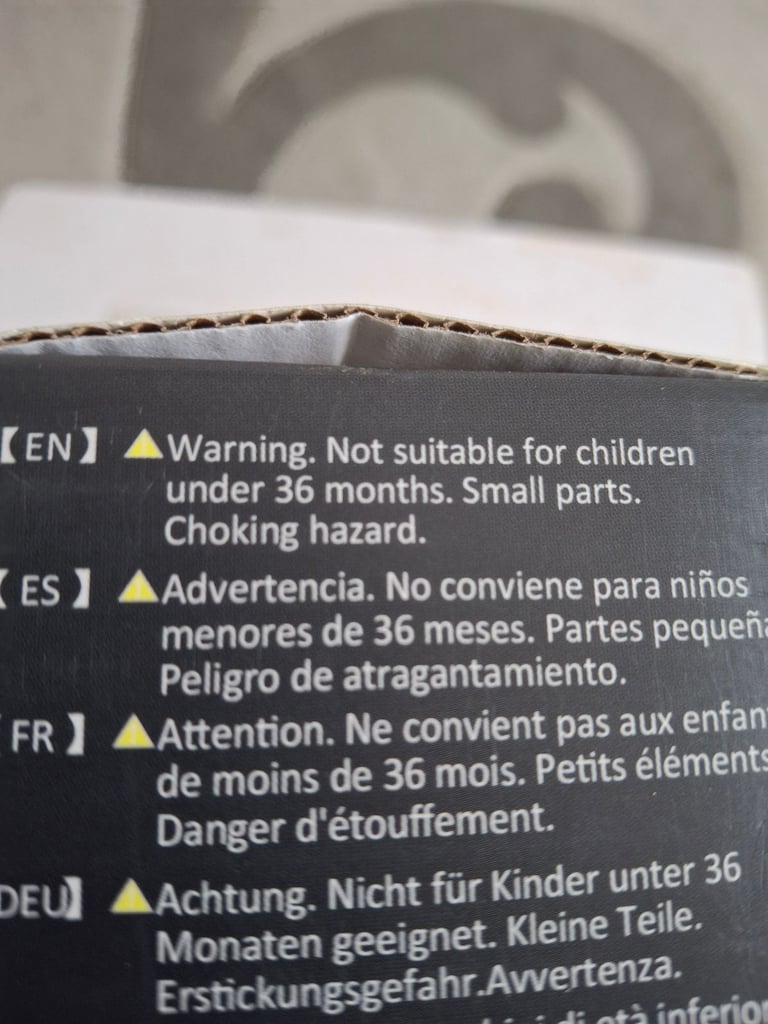 【EN】 ⚠Warning. Not suitable for children
under 36 months. Small parts.
Choking hazard.
【ES】 ⚠Advertencia. No conviene para niños
menores de 36 meses. Partes pequeña
Peligro de atragantamiento.
FR】 ⚠Attention. Ne convient pas aux enfan
de moins de 36 mois. Petits éléments
Danger d'étouffement.
DEU】 ⚠Achtung. Nicht für Kinder unter 36
Monaten geeignet. Kleine Teile.
Erstickungsgefahr.Avvertenza.
di età inferior